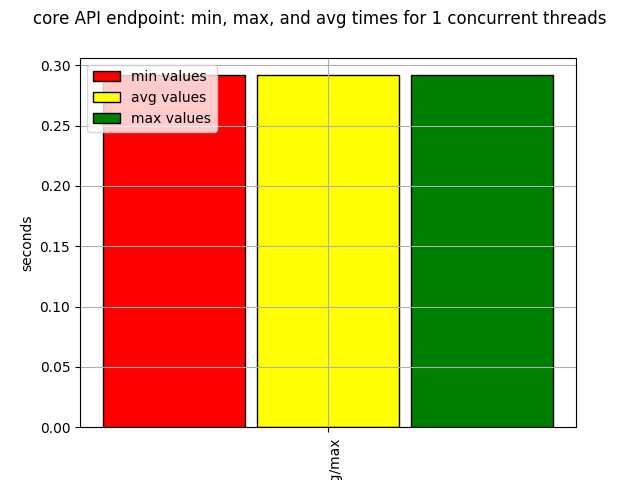 core API endpoint: min, max, and avg times for 1 concurrent threads
0.30
0.25
0.20
0.15
0.10
0.05
0.00
seconds
min values
avg values
max values
g/max